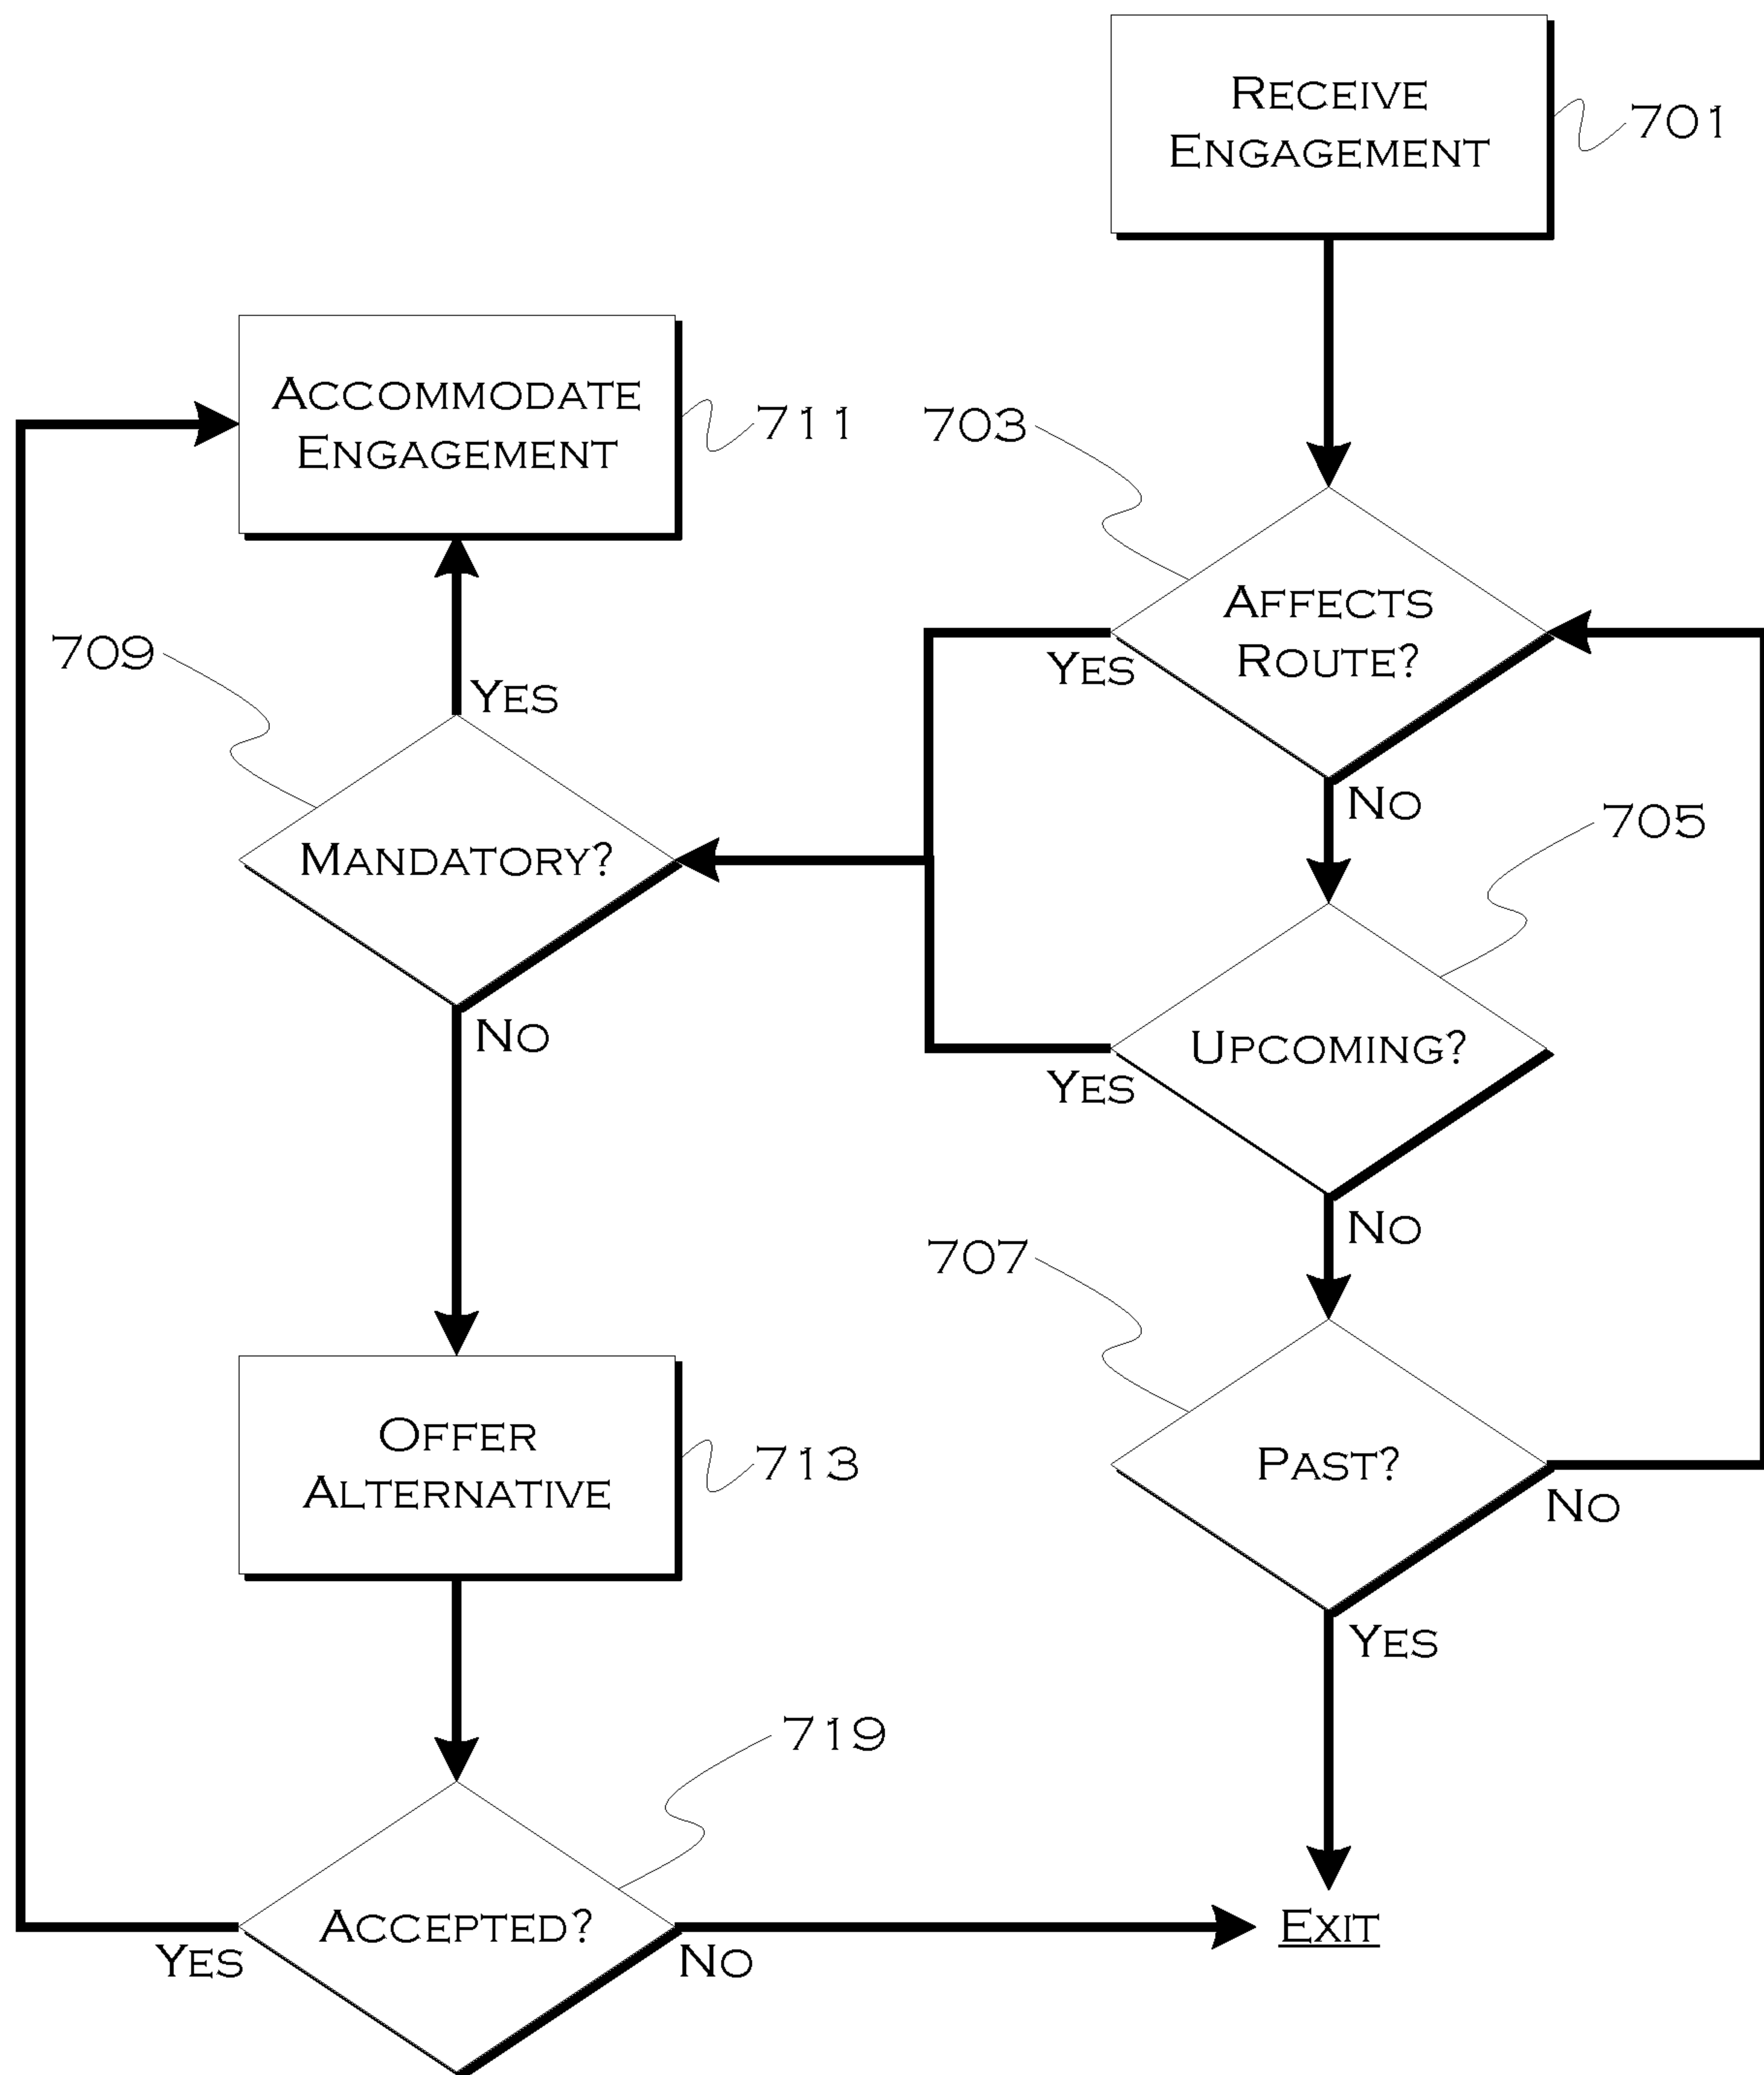 RECEIVE
ENGAGEMENT
701
ACCOMMODATE
ENGAGEMENT
711
703
AFFECTS
ROUTE?
YES
NO
709
YES
MANDATORY?
NO
705
UPCOMING?
YES
NO
707
PAST?
NO
YES
OFFER
ALTERNATIVE
713
719
ACCEPTED?
YES
NO
EXIT